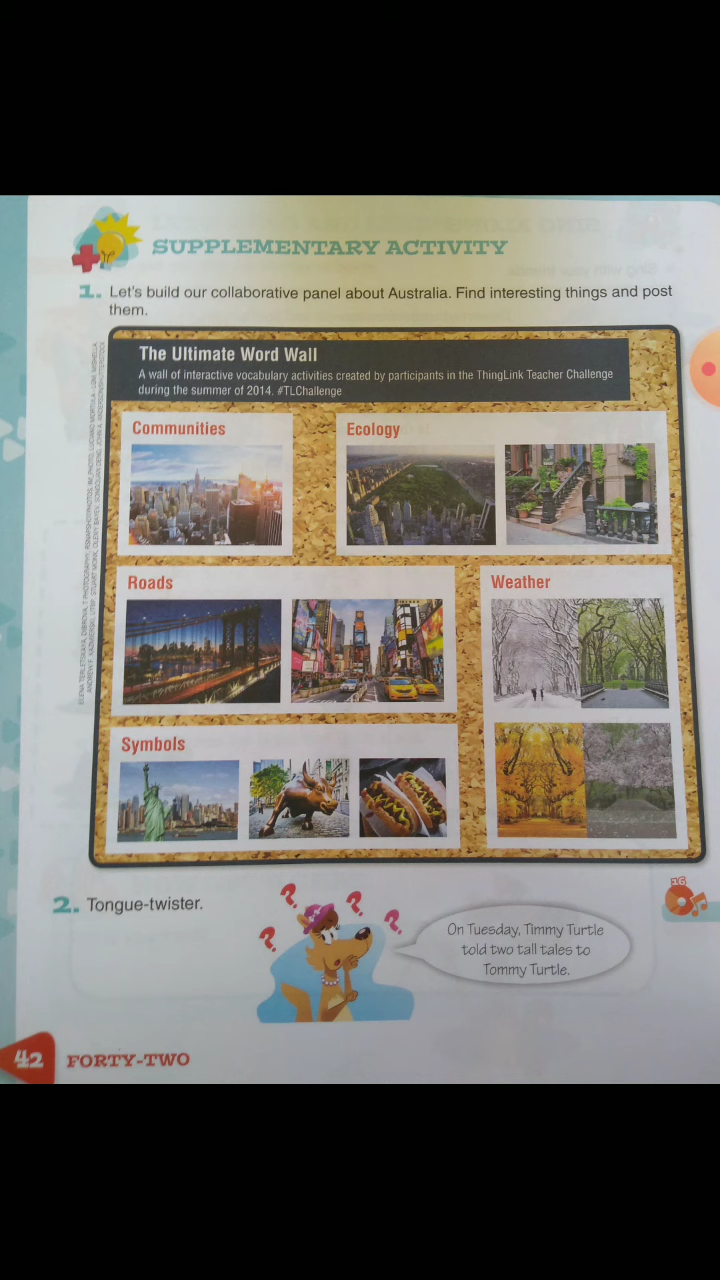 SUPPLEMENTARY ACTIVITY
1. Let's build our collaborative panel about Australia. Find interesting things and post
them.
The Ultimate Word Wall
A wall of interactive vocabulary activities created by participants in the ThingLink Teacher Challenge
during the summer of 2014. #TLChallenge
Communities
Ecology
Roads
Weather
Symbols
2. Tongue-twister.
16
? ? ? ?
On Tuesday, Timmy Turtle
told two tall tales to
Tommy Turtle.
42 FORTY-TWO